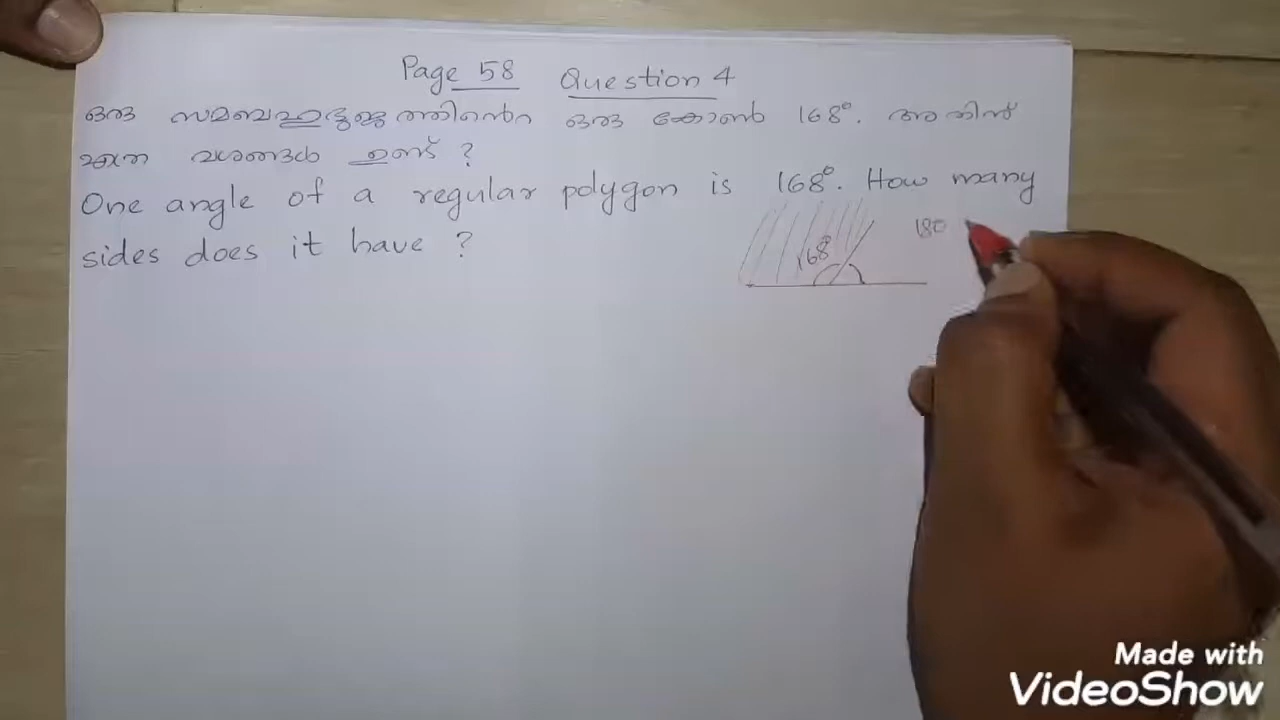 Page 58 Question 4
ഒരു സമബഹുഭുജത്തിന്റെ ഒരു കോൺ 168°. അതിന്
എത്ര വശങ്ങൾ ഉണ്ട് ?
One angle of a regular polygon is 168°. How many
sides does it have ?
168° 180
Made with
VideoShow